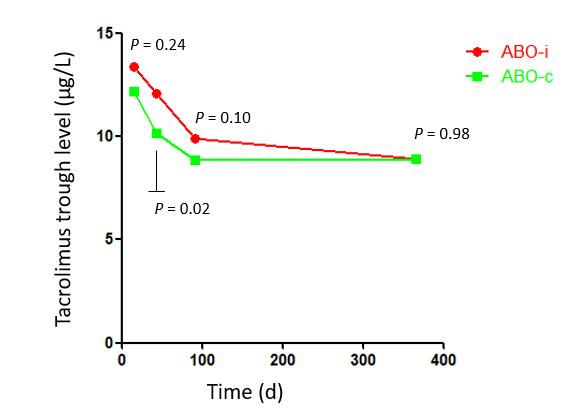 15
P = 0.24
ABO-i
ABO-c
Tacrolimus trough level (µg/L)
P = 0.10
10
P = 0.98
P = 0.02
5
0
0 100 200 300 400
Time (d)